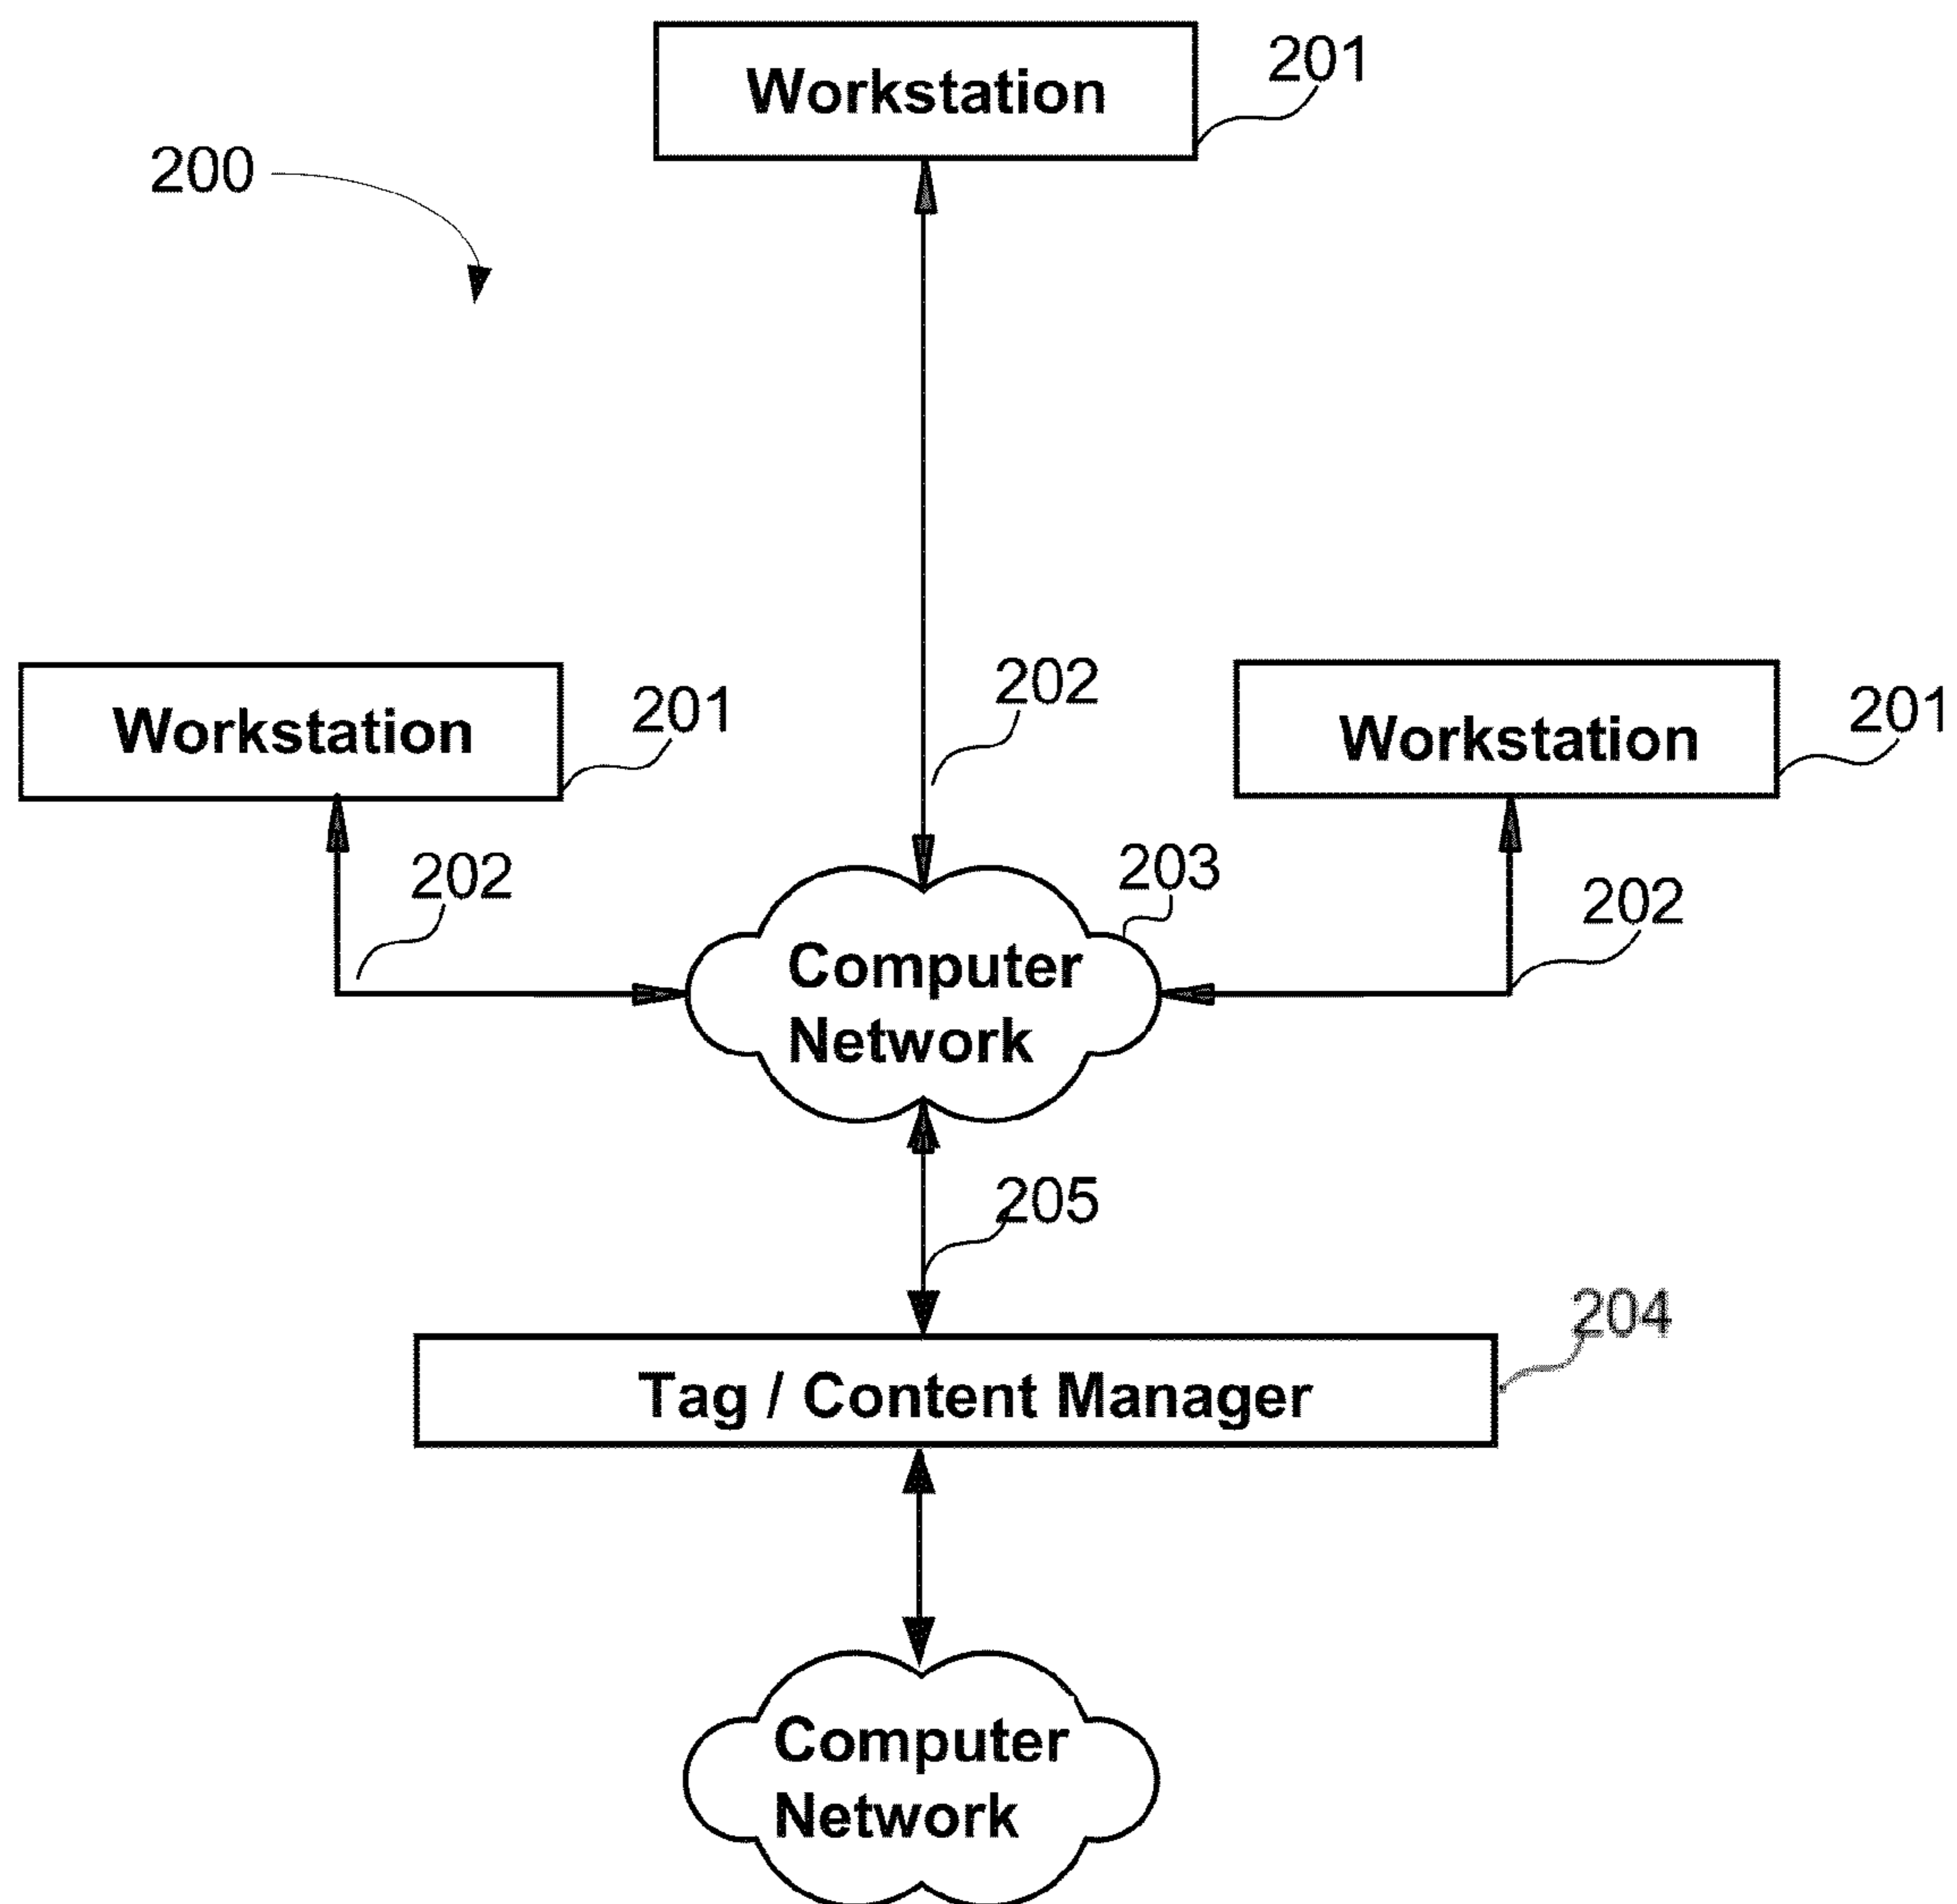 Workstation
201
200
Workstation
201
202
Workstation
201
202
203
202
Computer
Network
205
204
Tag / Content Manager
Computer
Network